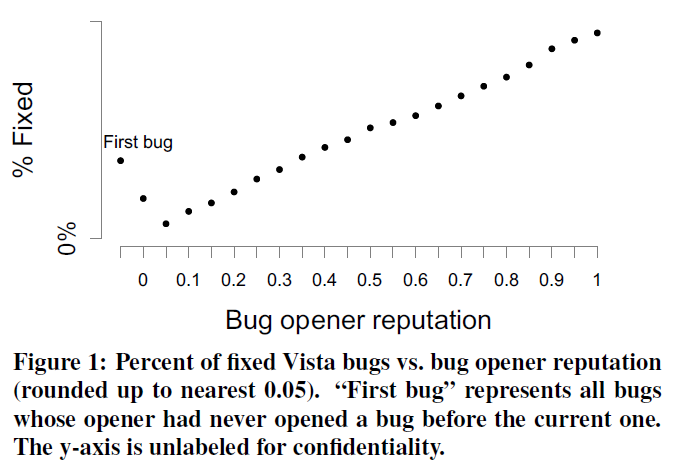 % Fixed
First bug
0%
0 0.1 0.2 0.3 0.4 0.5 0.6 0.7 0.8 0.9 1
Bug opener reputation
Figure 1: Percent of fixed Vista bugs vs. bug opener reputation
(rounded up to nearest 0.05). “First bug” represents all bugs
whose opener had never opened a bug before the current one.
The y-axis is unlabeled for confidentiality.